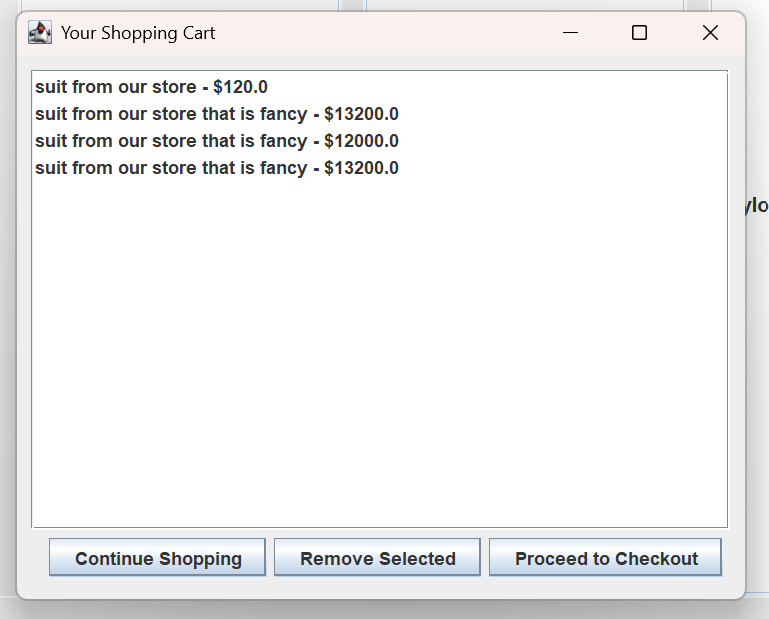 Your Shopping Cart
suit from our store - $120.0
suit from our store that is fancy - $13200.0
suit from our store that is fancy - $12000.0
suit from our store that is fancy - $13200.0
Continue Shopping
Remove Selected
Proceed to Checkout